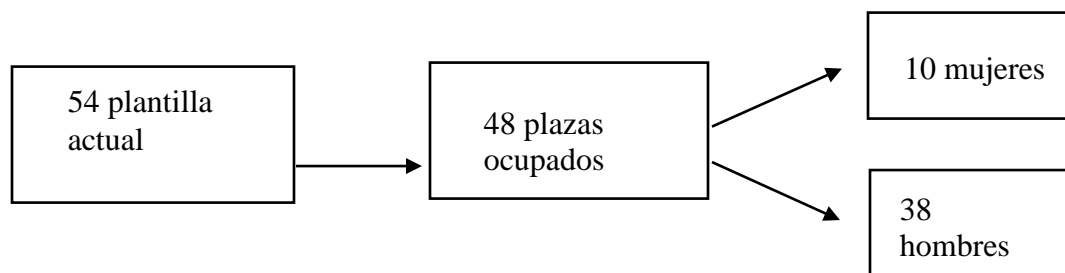 54 plantilla
actual
48 plazas
ocupados
10 mujeres
38
hombres